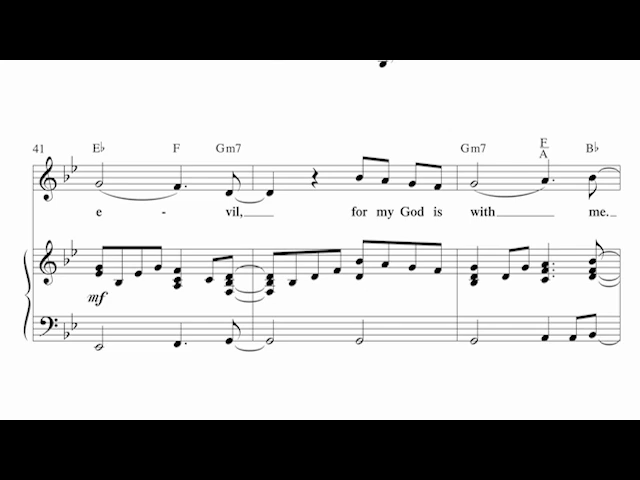 41 E♭ F Gm7 Gm7 F/A B♭
e - vil, for my God is with me.
mf